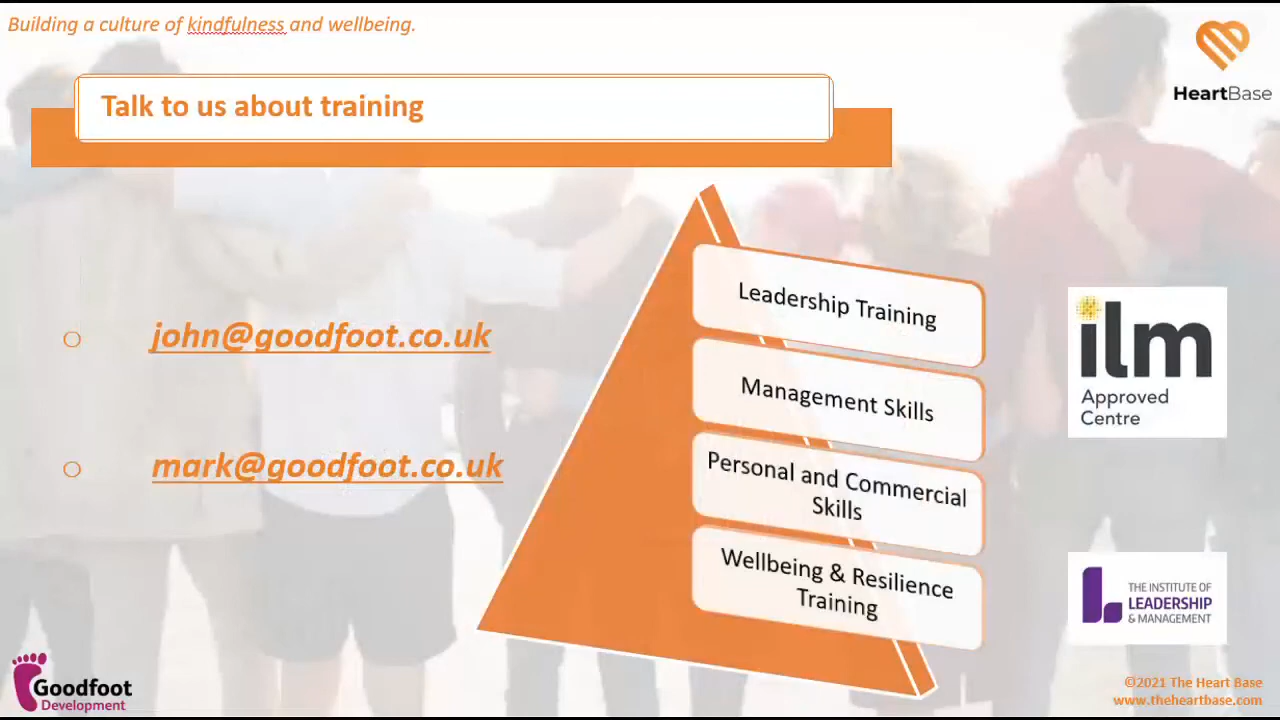 Building a culture of kindfulness and wellbeing.
HeartBase
Talk to us about training
john@goodfoot.co.uk
mark@goodfoot.co.uk
Leadership Training
Management Skills
Personal and Commercial
Skills
Wellbeing & Resilience
Training
ilm
Approved
Centre
THE INSTITUTE OF
LEADERSHIP
& MANAGEMENT
Goodfoot
Development
©2021 The Heart Base
www.theheartbase.com